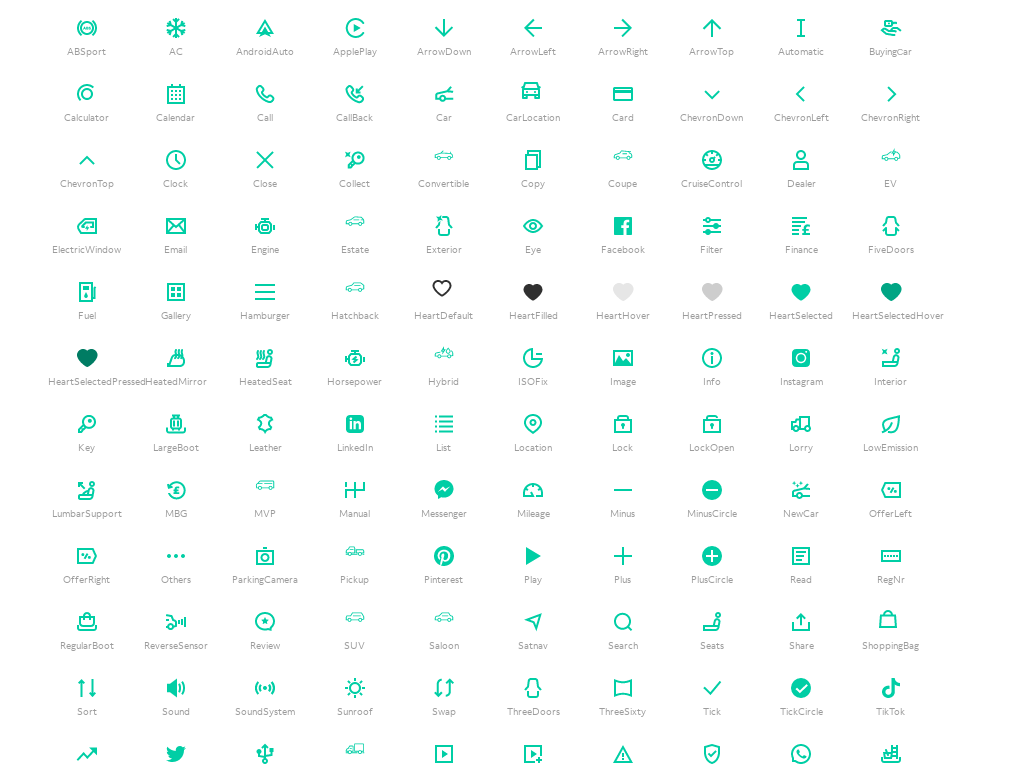 ABSport AC AndroidAuto ApplePlay ArrowDown ArrowLeft ArrowRight ArrowTop Automatic BuyingCar
Calculator Calendar Call CallBack Car CarLocation Card ChevronDown ChevronLeft ChevronRight
ChevronTop Clock Close Collect Convertible Copy Coupe CruiseControl Dealer EV
ElectricWindow Email Engine Estate Exterior Eye Facebook Filter Finance FiveDoors
Fuel Gallery Hamburger Hatchback HeartDefault HeartFilled HeartHover HeartPressed HeartSelected HeartSelectedHover
HeartSelectedPressed HeatedMirror HeatedSeat Horsepower Hybrid ISOFix Image Info Instagram Interior
Key LargeBoot Leather LinkedIn List Location Lock LockOpen Lorry LowEmission
LumbarSupport MBG MVP Manual Messenger Mileage Minus MinusCircle NewCar OfferLeft
OfferRight Others ParkingCamera Pickup Pinterest Play Plus PlusCircle Read RegNr
RegularBoot ReverseSensor Review SUV Saloon Satnav Search Seats Share ShoppingBag
Sort Sound SoundSystem Sunroof Swap ThreeDoors ThreeSixty Tick TickCircle TikTok